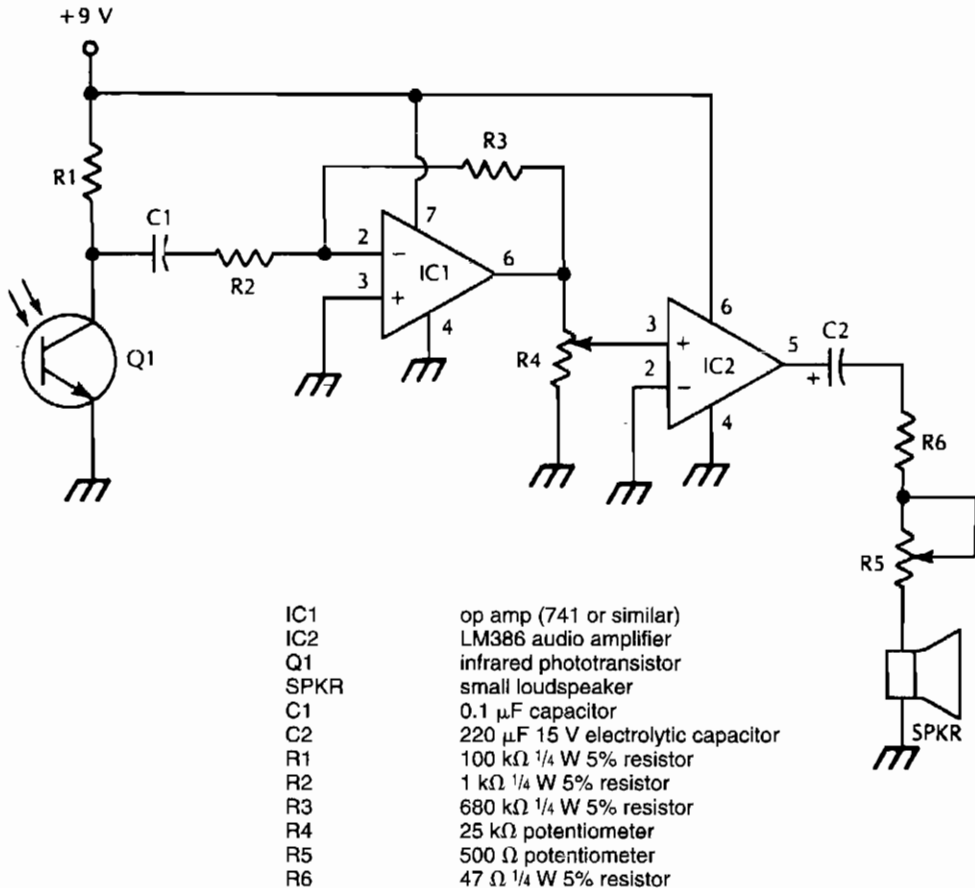 +9 V
R1
C1
R2
R3
2
3
7
6
4
IC1
−
+
Q1
R4
3
2
6
5
4
IC2
+
−
C2
+
R6
R5
SPKR
IC1 op amp (741 or similar)
IC2 LM386 audio amplifier
Q1 infrared phototransistor
SPKR small loudspeaker
C1 0.1 μF capacitor
C2 220 μF 15 V electrolytic capacitor
R1 100 kΩ 1/4 W 5% resistor
R2 1 kΩ 1/4 W 5% resistor
R3 680 kΩ 1/4 W 5% resistor
R4 25 kΩ potentiometer
R5 500 Ω potentiometer
R6 47 Ω 1/4 W 5% resistor